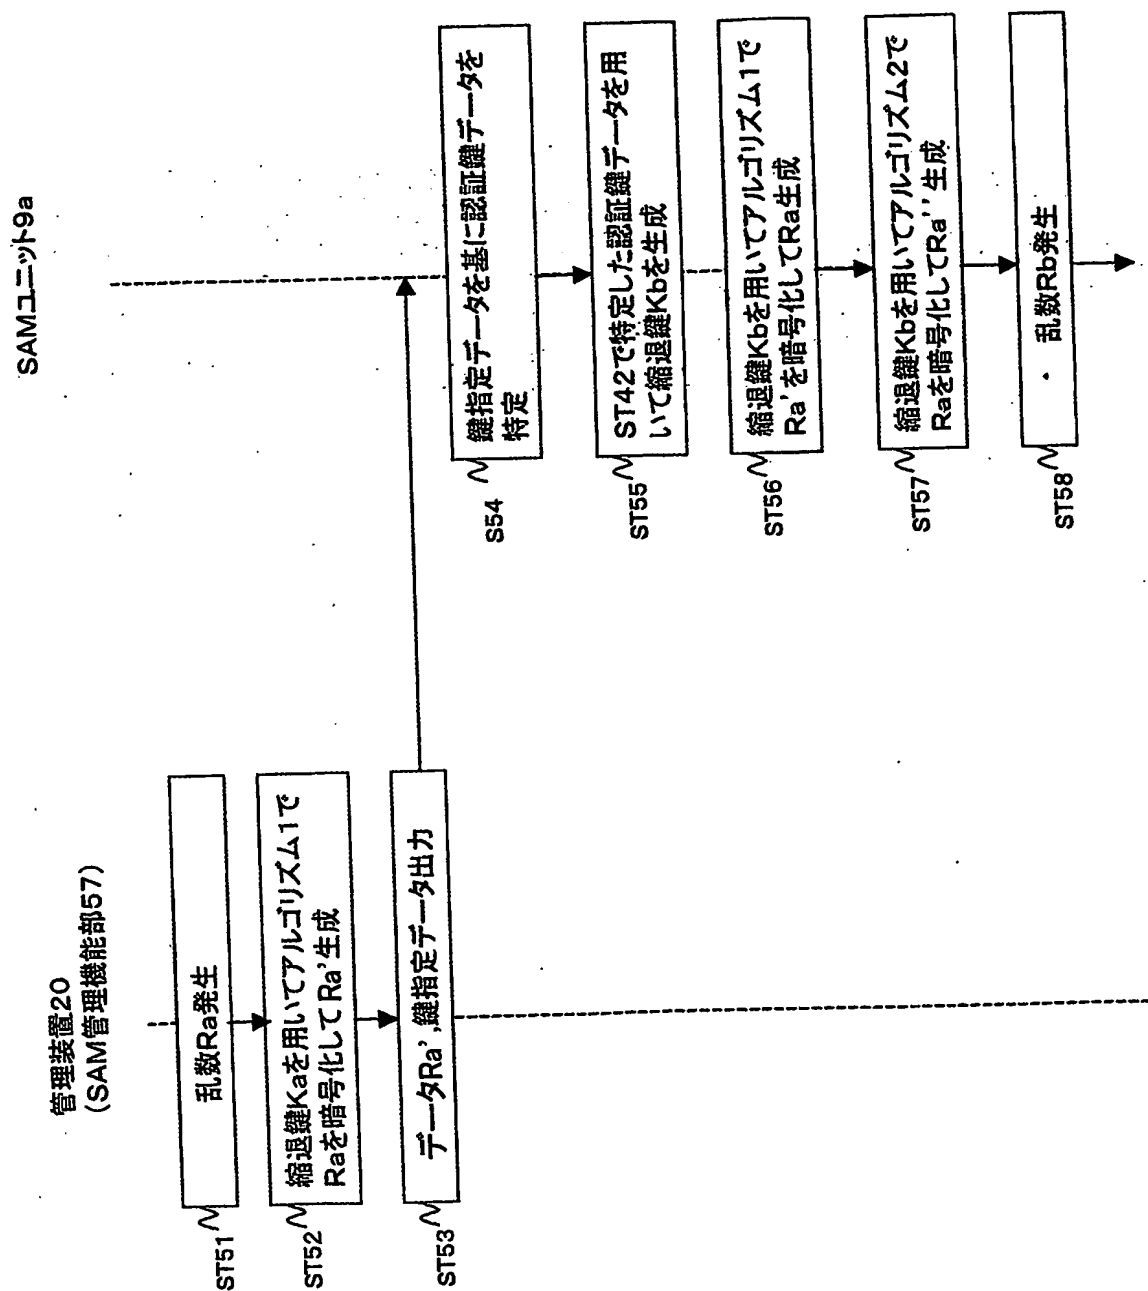 管理装置20
(SAM管理機能部57)
SAMユニット9a
ST51
乱数Ra発生
ST52
縮退鍵Kaを用いてアルゴリズム1で
Raを暗号化してRa'生成
ST53
データRa',鍵指定データ出力
S54
鍵指定データを基に認証鍵データを
特定
ST55
ST42で特定した認証鍵データを用
いて縮退鍵Kbを生成
ST56
縮退鍵Kbを用いてアルゴリズム1で
Ra'を暗号化してRa生成
ST57
縮退鍵Kbを用いてアルゴリズム2で
Raを暗号化してRa''生成
ST58
乱数Rb発生